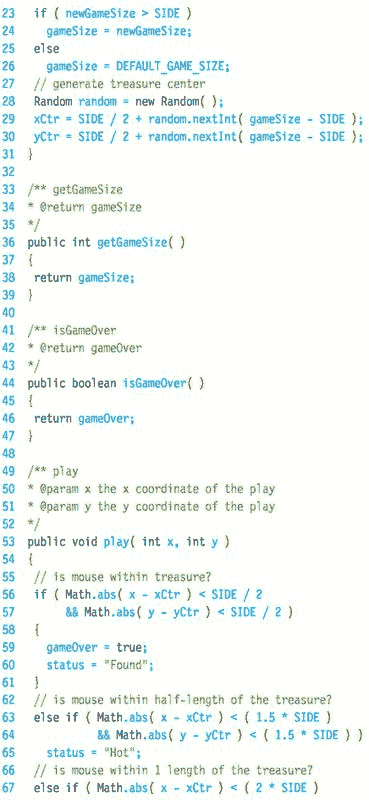 23 if ( newGameSize > SIDE )
24 gameSize = newGameSize;
25 else
26 gameSize = DEFAULT_GAME_SIZE;
27 // generate treasure center
28 Random random = new Random( );
29 xCtr = SIDE / 2 + random.nextInt( gameSize - SIDE );
30 yCtr = SIDE / 2 + random.nextInt( gameSize - SIDE );
31 }
32
33 /** getGameSize
34 * @return gameSize
35 */
36 public int getGameSize( )
37 {
38 return gameSize;
39 }
40
41 /** isGameOver
42 * @return gameOver
43 */
44 public boolean isGameOver( )
45 {
46 return gameOver;
47 }
48
49 /** play
50 * @param x the x coordinate of the play
51 * @param y the y coordinate of the play
52 */
53 public void play( int x, int y )
54 {
55 // is mouse within treasure?
56 if ( Math.abs( x - xCtr ) < SIDE / 2
57 && Math.abs( y - yCtr ) < SIDE / 2 )
58 {
59 gameOver = true;
60 status = "Found";
61 }
62 // is mouse within half-length of the treasure?
63 else if ( Math.abs( x - xCtr ) < ( 1.5 * SIDE )
64 && Math.abs( y - yCtr ) < ( 1.5 * SIDE ) )
65 status = "Hot";
66 // is mouse within 1 length of the treasure?
67 else if ( Math.abs( x - xCtr ) < ( 2 * SIDE )